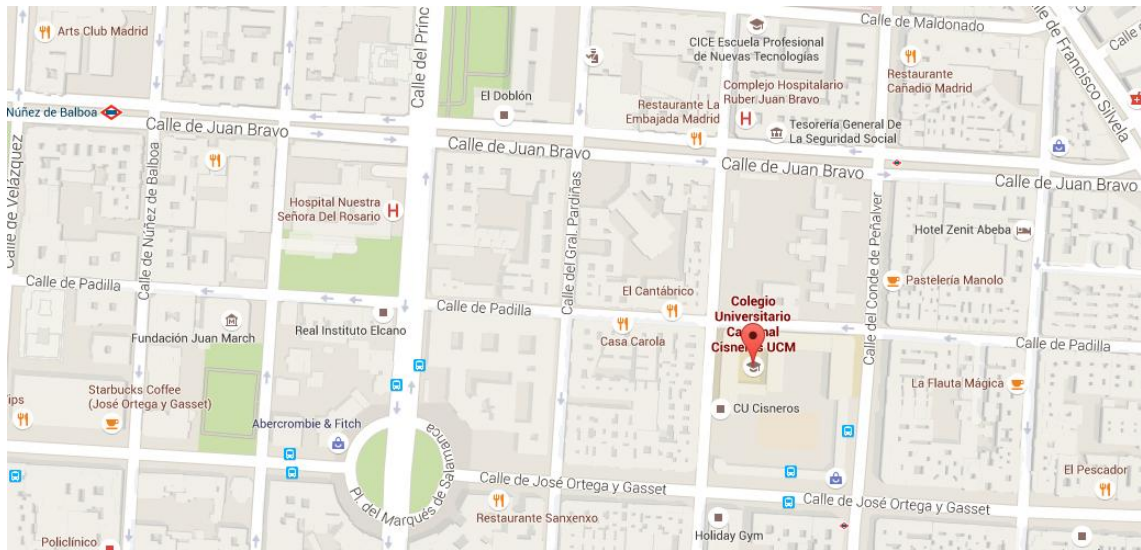 Calle de Maldonado
Calle de Francisco Silvela
Calle d
Arts Club Madrid
Calle del Prínc
CICE Escuela Profesional
de Nuevas Tecnologías
Restaurante
Cañadio Madrid
El Doblón
Complejo Hospitalario
Ruber Juan Bravo
Restaurante La
Embajada Madrid
Núñez de Balboa
Calle de Juan Bravo
Tesorería General De
La Seguridad Social
Calle de Juan Bravo
Calle de Juan Bravo
Calle de Juan Bravo
Calle de Velázquez
Calle de Núñez de Balboa
Hospital Nuestra
Señora Del Rosario
H
H
Calle del Gral. Pardiñas
Calle del Conde de Peñalver
Hotel Zenit Abeba
Pastelería Manolo
Calle de Padilla
Calle de Padilla
El Cantábrico
Colegio
Universitario
Ca nal
Cisneros UCM
Real Instituto Elcano
Fundación Juan March
Casa Carola
Calle de Padilla
La Flauta Mágica
Starbucks Coffee
(José Ortega y Gasset)
ips
CU Cisneros
Abercrombie & Fitch
Pl. del Marqués de Salamanca
Calle de José Ortega y Gasset
El Pescador
Calle de José Ortega y Gasset
Restaurante Sanxenxo
Holiday Gym
Policlínico